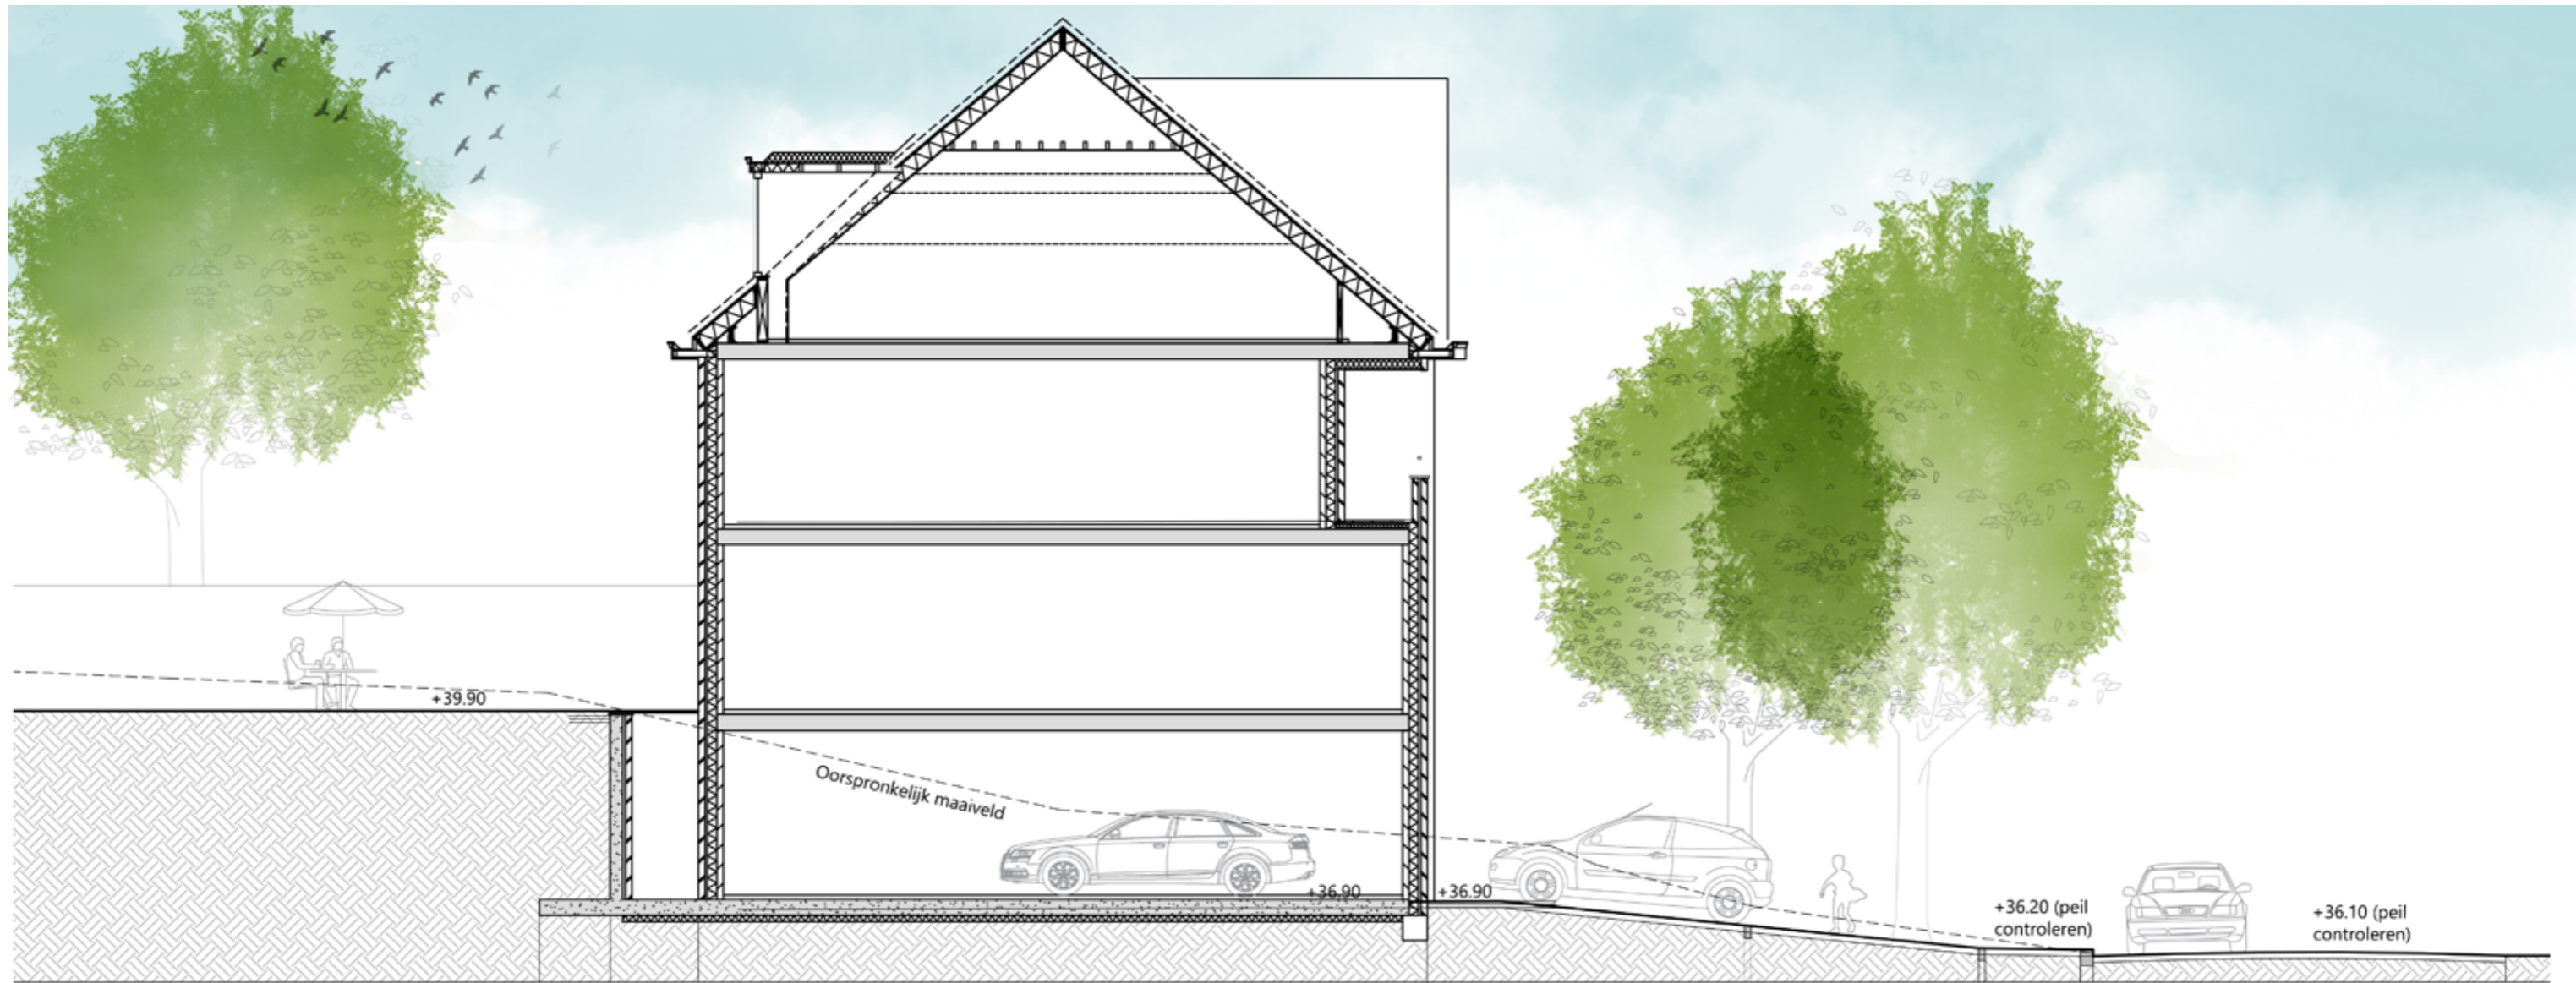 +39.90
Oorspronkelijk maaiveld
+36.90
+36.90
+36.20 (peil
controleren)
+36.10 (peil
controleren)